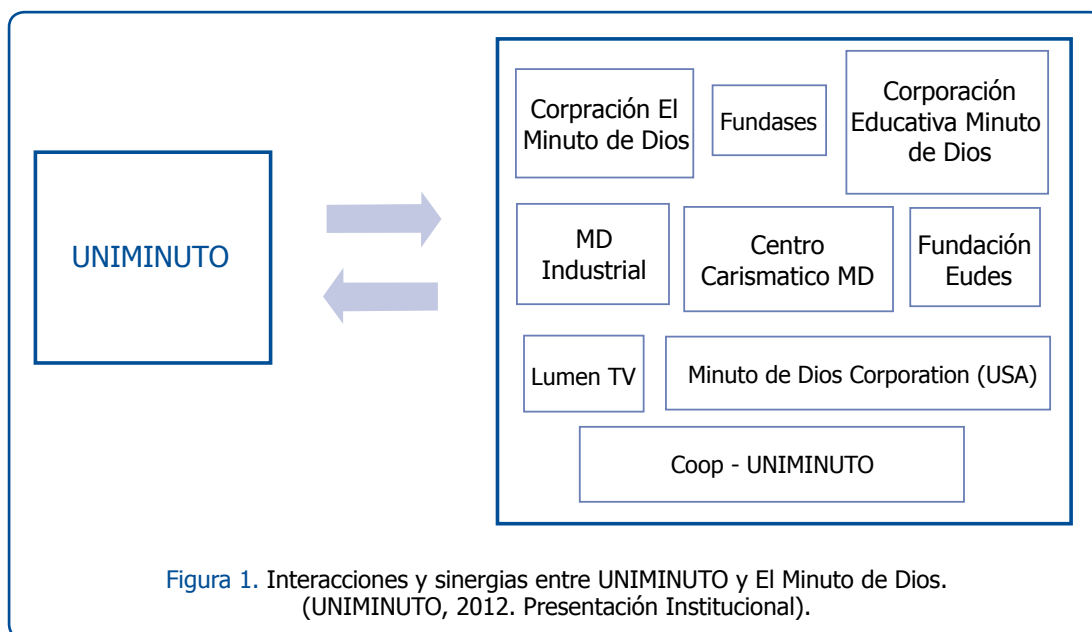 UNIMINUTO
Corpración El
Minuto de Dios
Fundases
Corporación
Educativa Minuto
de Dios
MD
Industrial
Centro
Carismatico MD
Fundación
Eudes
Lumen TV
Minuto de Dios Corporation (USA)
Coop - UNIMINUTO
Figura 1. Interacciones y sinergias entre UNIMINUTO y El Minuto de Dios.
(UNIMINUTO, 2012. Presentación Institucional).